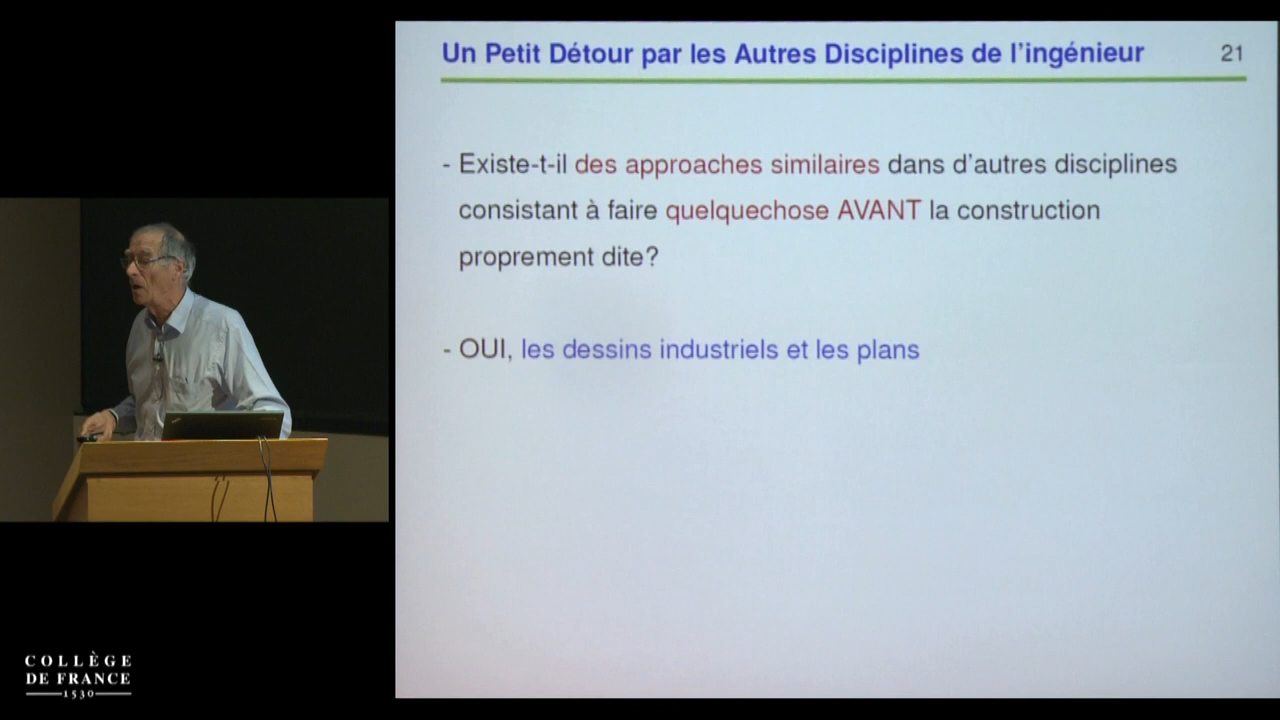 Un Petit Détour par les Autres Disciplines de l'ingénieur 21
- Existe-t-il des approches similaires dans d'autres disciplines
consistant à faire quelquechose AVANT la construction
proprement dite?
- OUI, les dessins industriels et les plans
COLLÈGE
DE FRANCE
1530